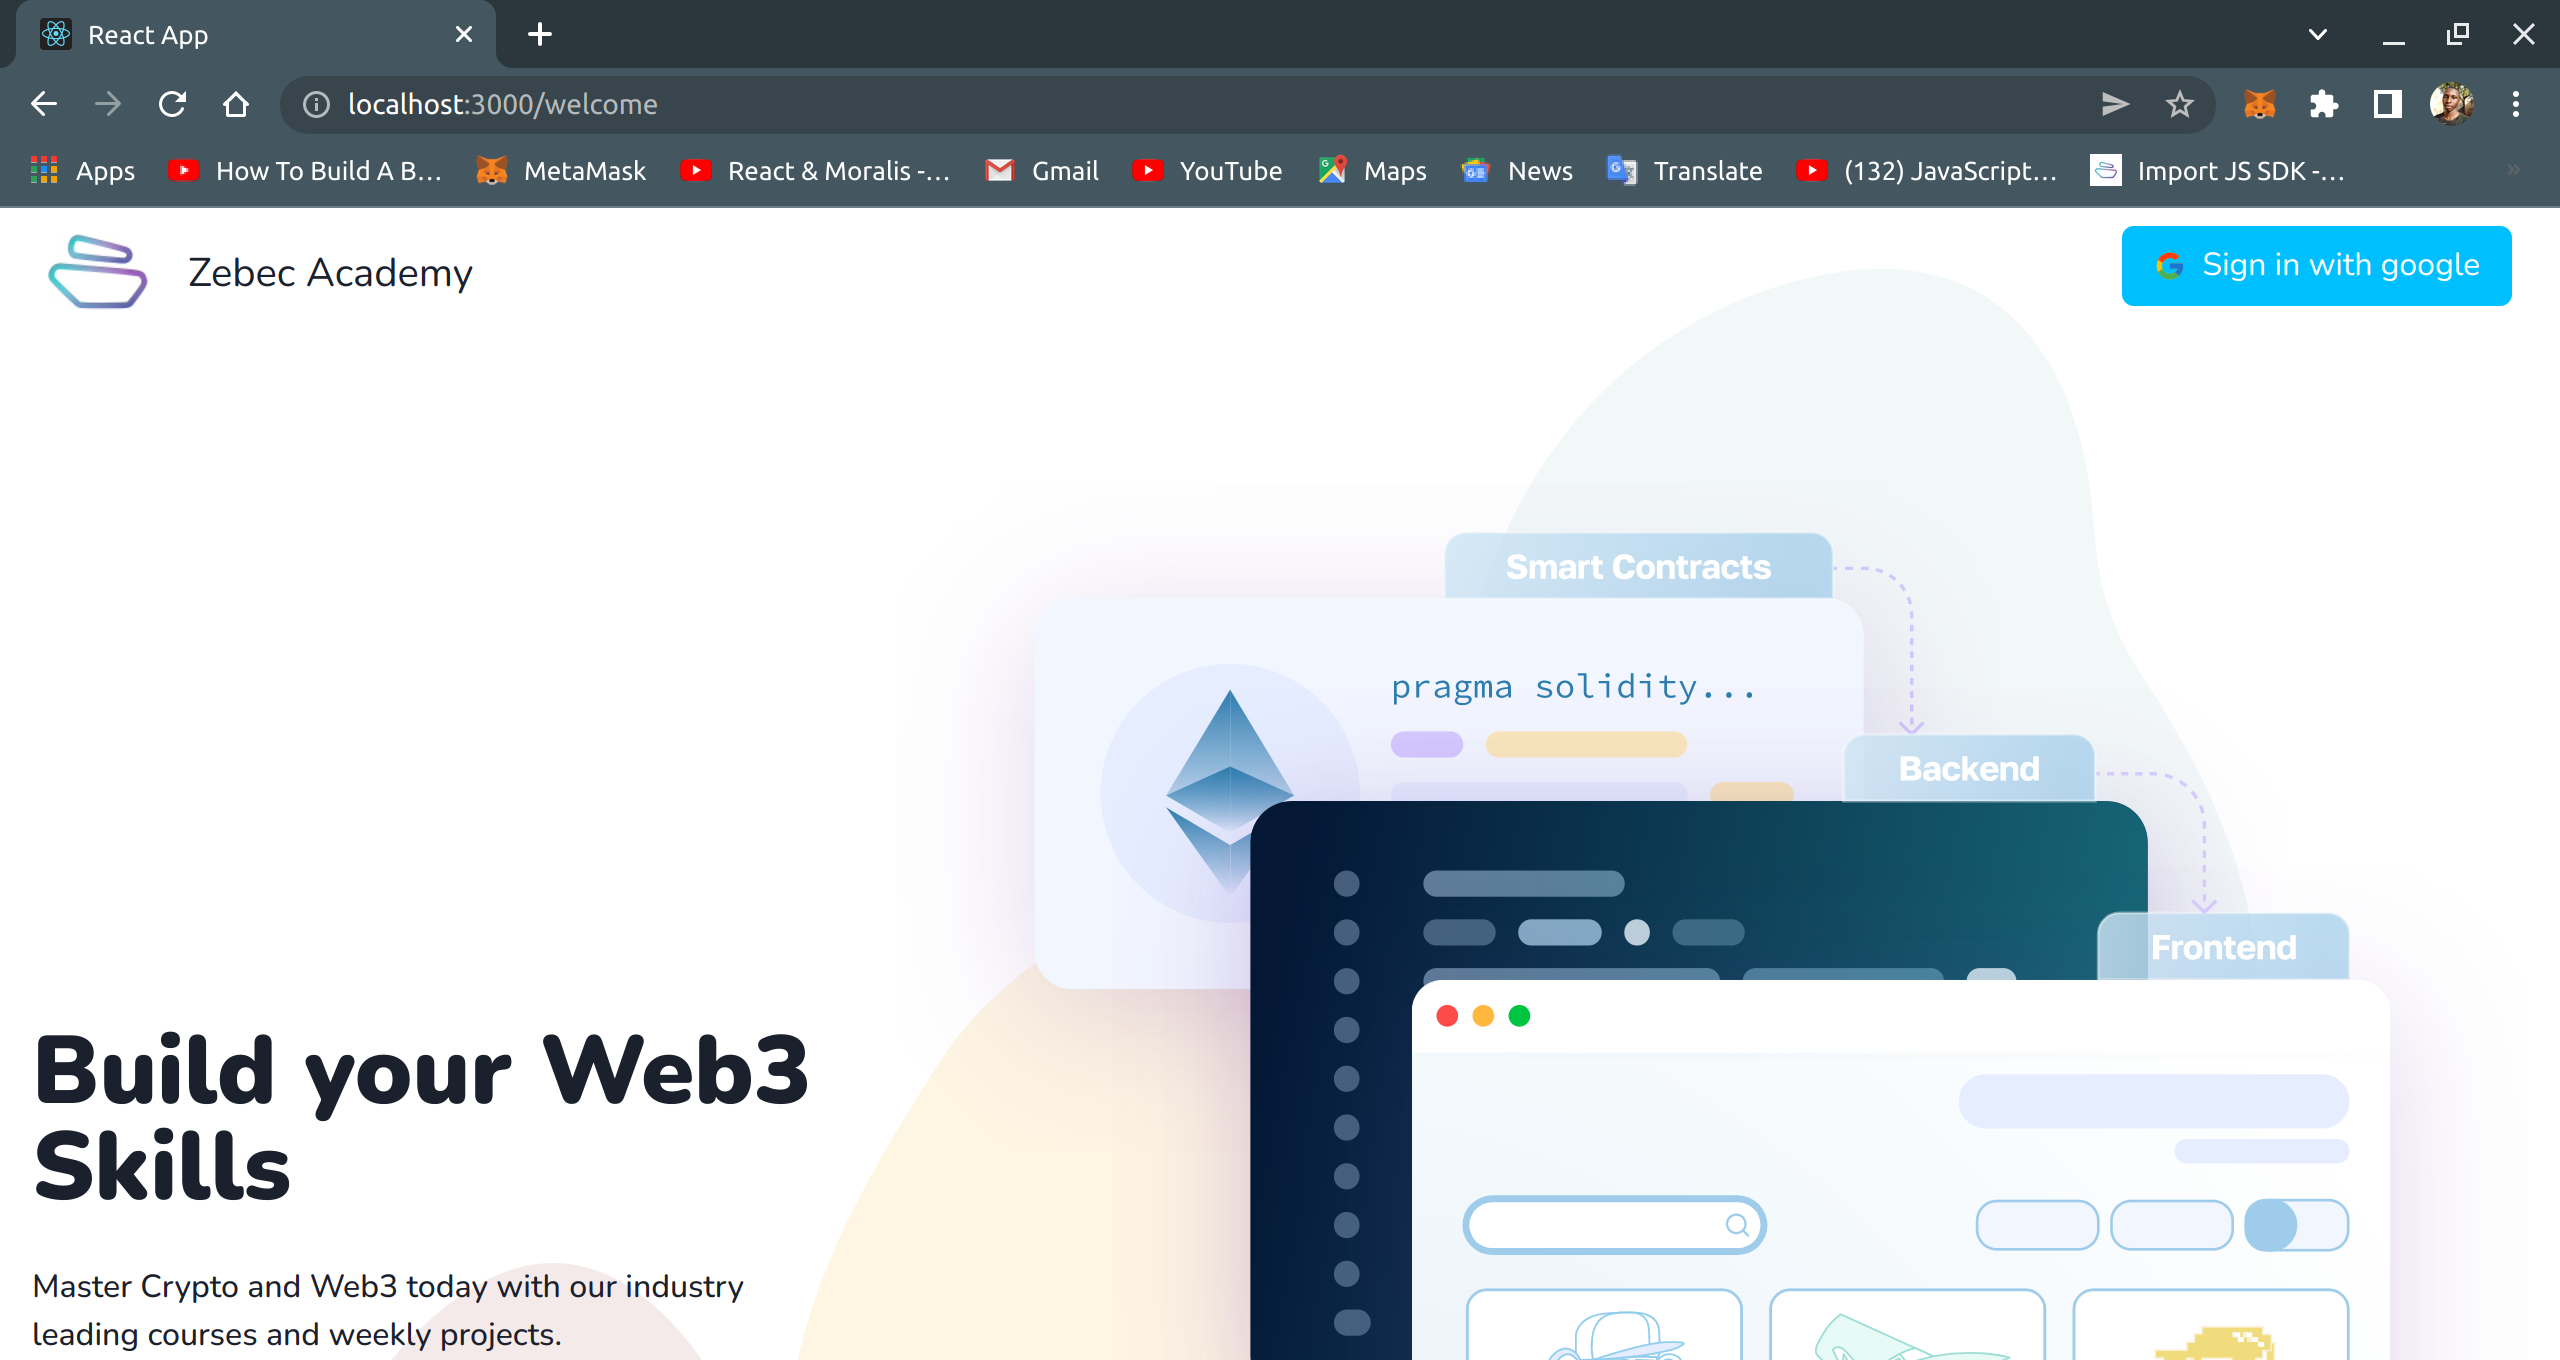 React App
localhost:3000/welcome
Apps
How To Build A B...
MetaMask
React & Moralis -...
Gmail
YouTube
Maps
News
Translate
(132) JavaScript...
Import JS SDK -...
Zebec Academy
Sign in with google
Smart Contracts
pragma solidity...
Backend
Frontend
Build your Web3
Skills
Master Crypto and Web3 today with our industry
leading courses and weekly projects.